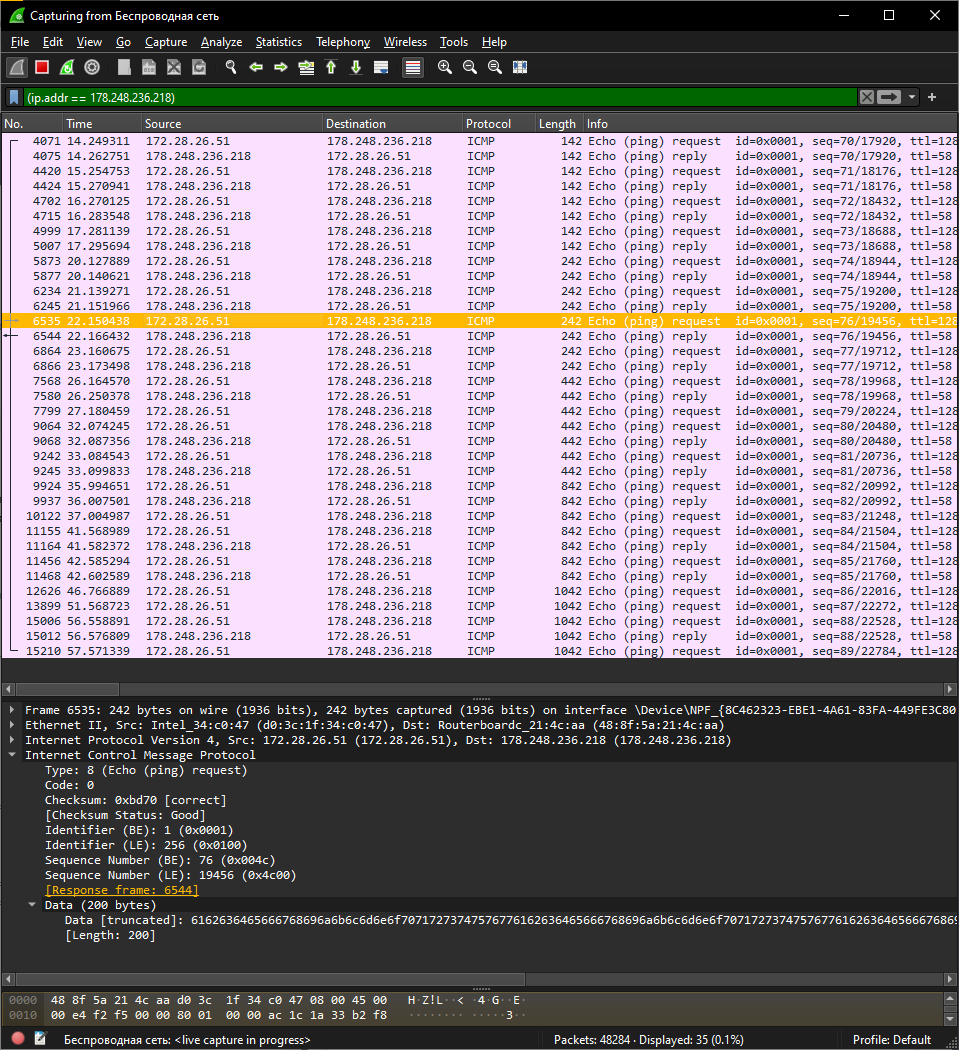 Capturing from Беспроводная сеть
File Edit View Go Capture Analyze Statistics Telephony Wireless Tools Help
(ip.addr == 178.248.236.218)
No. Time Source Destination Protocol Length Info
4071 14.249311 172.28.26.51 178.248.236.218 ICMP 142 Echo (ping) request id=0x0001, seq=70/17920, ttl=128
4075 14.262751 178.248.236.218 172.28.26.51 ICMP 142 Echo (ping) reply id=0x0001, seq=70/17920, ttl=58
4420 15.254753 172.28.26.51 178.248.236.218 ICMP 142 Echo (ping) request id=0x0001, seq=71/18176, ttl=128
4424 15.270941 178.248.236.218 172.28.26.51 ICMP 142 Echo (ping) reply id=0x0001, seq=71/18176, ttl=58
4702 16.270125 172.28.26.51 178.248.236.218 ICMP 142 Echo (ping) request id=0x0001, seq=72/18432, ttl=128
4715 16.283548 178.248.236.218 172.28.26.51 ICMP 142 Echo (ping) reply id=0x0001, seq=72/18432, ttl=58
4999 17.281139 172.28.26.51 178.248.236.218 ICMP 142 Echo (ping) request id=0x0001, seq=73/18688, ttl=128
5007 17.295694 178.248.236.218 172.28.26.51 ICMP 142 Echo (ping) reply id=0x0001, seq=73/18688, ttl=58
5873 20.127889 172.28.26.51 178.248.236.218 ICMP 242 Echo (ping) request id=0x0001, seq=74/18944, ttl=128
5877 20.140621 178.248.236.218 172.28.26.51 ICMP 242 Echo (ping) reply id=0x0001, seq=74/18944, ttl=58
6234 21.139271 172.28.26.51 178.248.236.218 ICMP 242 Echo (ping) request id=0x0001, seq=75/19200, ttl=128
6245 21.151966 178.248.236.218 172.28.26.51 ICMP 242 Echo (ping) reply id=0x0001, seq=75/19200, ttl=58
6535 22.150438 172.28.26.51 178.248.236.218 ICMP 242 Echo (ping) request id=0x0001, seq=76/19456, ttl=128
6544 22.166432 178.248.236.218 172.28.26.51 ICMP 242 Echo (ping) reply id=0x0001, seq=76/19456, ttl=58
6864 23.160675 172.28.26.51 178.248.236.218 ICMP 242 Echo (ping) request id=0x0001, seq=77/19712, ttl=128
6866 23.173498 178.248.236.218 172.28.26.51 ICMP 242 Echo (ping) reply id=0x0001, seq=77/19712, ttl=58
7568 26.164570 172.28.26.51 178.248.236.218 ICMP 442 Echo (ping) request id=0x0001, seq=78/19968, ttl=128
7580 26.250378 178.248.236.218 172.28.26.51 ICMP 442 Echo (ping) reply id=0x0001, seq=78/19968, ttl=58
7799 27.180459 172.28.26.51 178.248.236.218 ICMP 442 Echo (ping) request id=0x0001, seq=79/20224, ttl=128
9064 32.074245 172.28.26.51 178.248.236.218 ICMP 442 Echo (ping) request id=0x0001, seq=80/20480, ttl=128
9068 32.087356 178.248.236.218 172.28.26.51 ICMP 442 Echo (ping) reply id=0x0001, seq=80/20480, ttl=58
9242 33.084543 172.28.26.51 178.248.236.218 ICMP 442 Echo (ping) request id=0x0001, seq=81/20736, ttl=128
9245 33.099833 178.248.236.218 172.28.26.51 ICMP 442 Echo (ping) reply id=0x0001, seq=81/20736, ttl=58
9924 35.994651 172.28.26.51 178.248.236.218 ICMP 842 Echo (ping) request id=0x0001, seq=82/20992, ttl=128
9937 36.007501 178.248.236.218 172.28.26.51 ICMP 842 Echo (ping) reply id=0x0001, seq=82/20992, ttl=58
10122 37.004987 172.28.26.51 178.248.236.218 ICMP 842 Echo (ping) request id=0x0001, seq=83/21248, ttl=128
11155 41.568989 172.28.26.51 178.248.236.218 ICMP 842 Echo (ping) request id=0x0001, seq=84/21504, ttl=128
11164 41.582372 178.248.236.218 172.28.26.51 ICMP 842 Echo (ping) reply id=0x0001, seq=84/21504, ttl=58
11456 42.585294 172.28.26.51 178.248.236.218 ICMP 842 Echo (ping) request id=0x0001, seq=85/21760, ttl=128
11468 42.602589 178.248.236.218 172.28.26.51 ICMP 842 Echo (ping) reply id=0x0001, seq=85/21760, ttl=58
12626 46.766889 172.28.26.51 178.248.236.218 ICMP 1042 Echo (ping) request id=0x0001, seq=86/22016, ttl=128
13899 51.568723 172.28.26.51 178.248.236.218 ICMP 1042 Echo (ping) request id=0x0001, seq=87/22272, ttl=128
15006 56.558891 172.28.26.51 178.248.236.218 ICMP 1042 Echo (ping) request id=0x0001, seq=88/22528, ttl=128
15012 56.576809 178.248.236.218 172.28.26.51 ICMP 1042 Echo (ping) reply id=0x0001, seq=88/22528, ttl=58
15210 57.571339 172.28.26.51 178.248.236.218 ICMP 1042 Echo (ping) request id=0x0001, seq=89/22784, ttl=128
Frame 6535: 242 bytes on wire (1936 bits), 242 bytes captured (1936 bits) on interface \Device\NPF_{8C462323-EBE1-4A61-83FA-449FE3C80
Ethernet II, Src: Intel_34:c0:47 (d0:3c:1f:34:c0:47), Dst: Routerboardc_21:4c:aa (48:8f:5a:21:4c:aa)
Internet Protocol Version 4, Src: 172.28.26.51 (172.28.26.51), Dst: 178.248.236.218 (178.248.236.218)
Internet Control Message Protocol
Type: 8 (Echo (ping) request)
Code: 0
Checksum: 0xbd70 [correct]
[Checksum Status: Good]
Identifier (BE): 1 (0x0001)
Identifier (LE): 256 (0x0100)
Sequence Number (BE): 76 (0x004c)
Sequence Number (LE): 19456 (0x4c00)
[Response frame: 6544]
Data (200 bytes)
Data [truncated]: 6162636465666768696a6b6c6d6e6f70717273747576776162636465666768696a6b6c6d6e6f7071727374757677616263646566676869
[Length: 200]
0000 48 8f 5a 21 4c aa d0 3c 1f 34 c0 47 08 00 45 00 H·Z!L··< ·4·G··E·
0010 00 e4 f2 f5 00 00 80 01 00 00 ac 1c 1a 33 b2 f8 ········ ·····3··
Беспроводная сеть: <live capture in progress> Packets: 48284 · Displayed: 35 (0.1%) Profile: Default